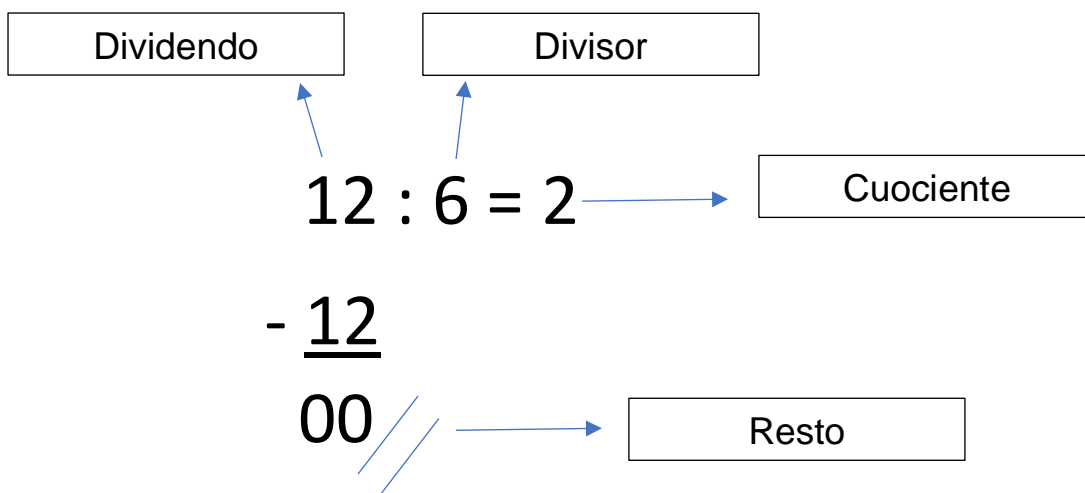 Dividendo
Divisor
12 : 6 = 2
Cuociente
- 12
00
Resto